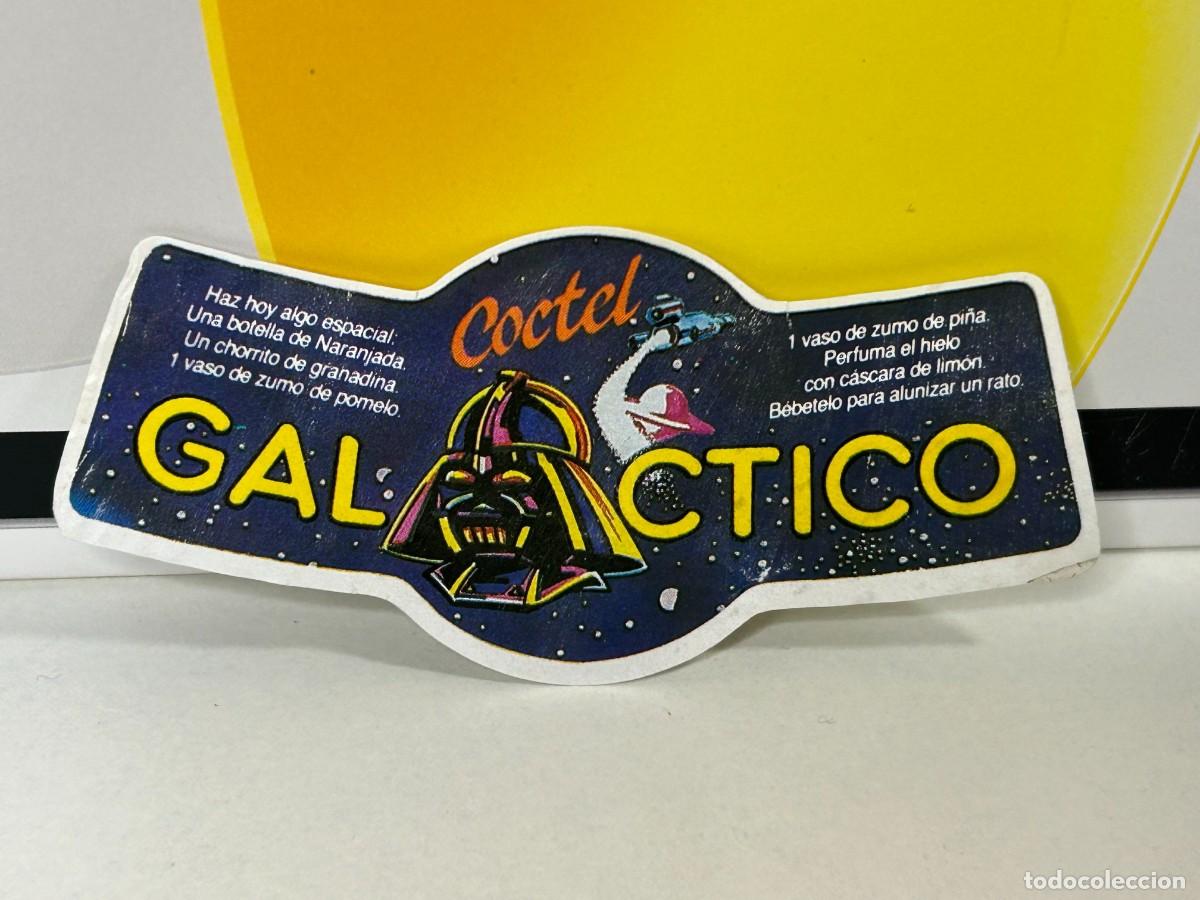 Coctel
Haz hoy algo espacial:
Una botella de Naranjada.
Un chorrito de granadina.
1 vaso de zumo de pomelo.
1 vaso de zumo de piña.
Perfuma el hielo
con cáscara de limón.
Bébetelo para alunizar un rato.
GAL CTICO
todocoleccion